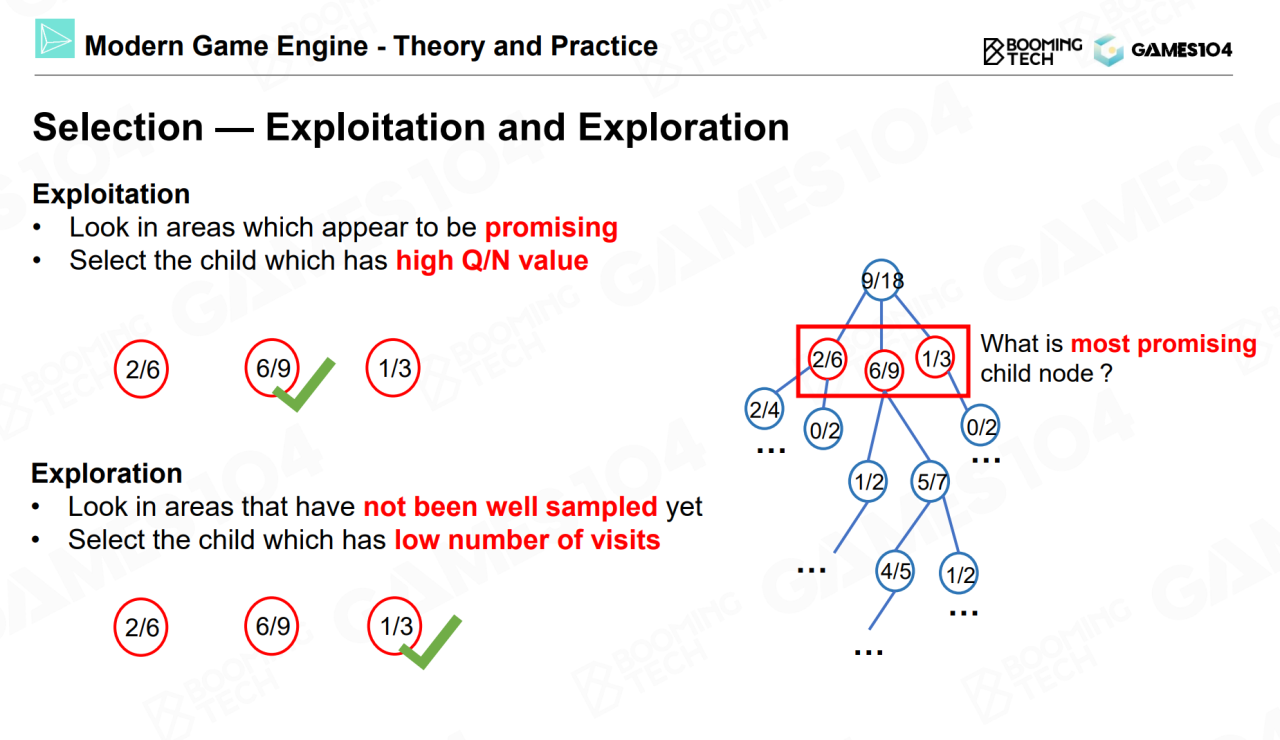 Modern Game Engine - Theory and Practice
BOOMING
TECH
GAMES104
Selection — Exploitation and Exploration
Exploitation
• Look in areas which appear to be promising
• Select the child which has high Q/N value
2/6 6/9 1/3
Exploration
• Look in areas that have not been well sampled yet
• Select the child which has low number of visits
2/6 6/9 1/3
9/18
2/6 6/9 1/3
What is most promising
child node ?
2/4 0/2 0/2
... ...
1/2 5/7
... 4/5 1/2
...
...